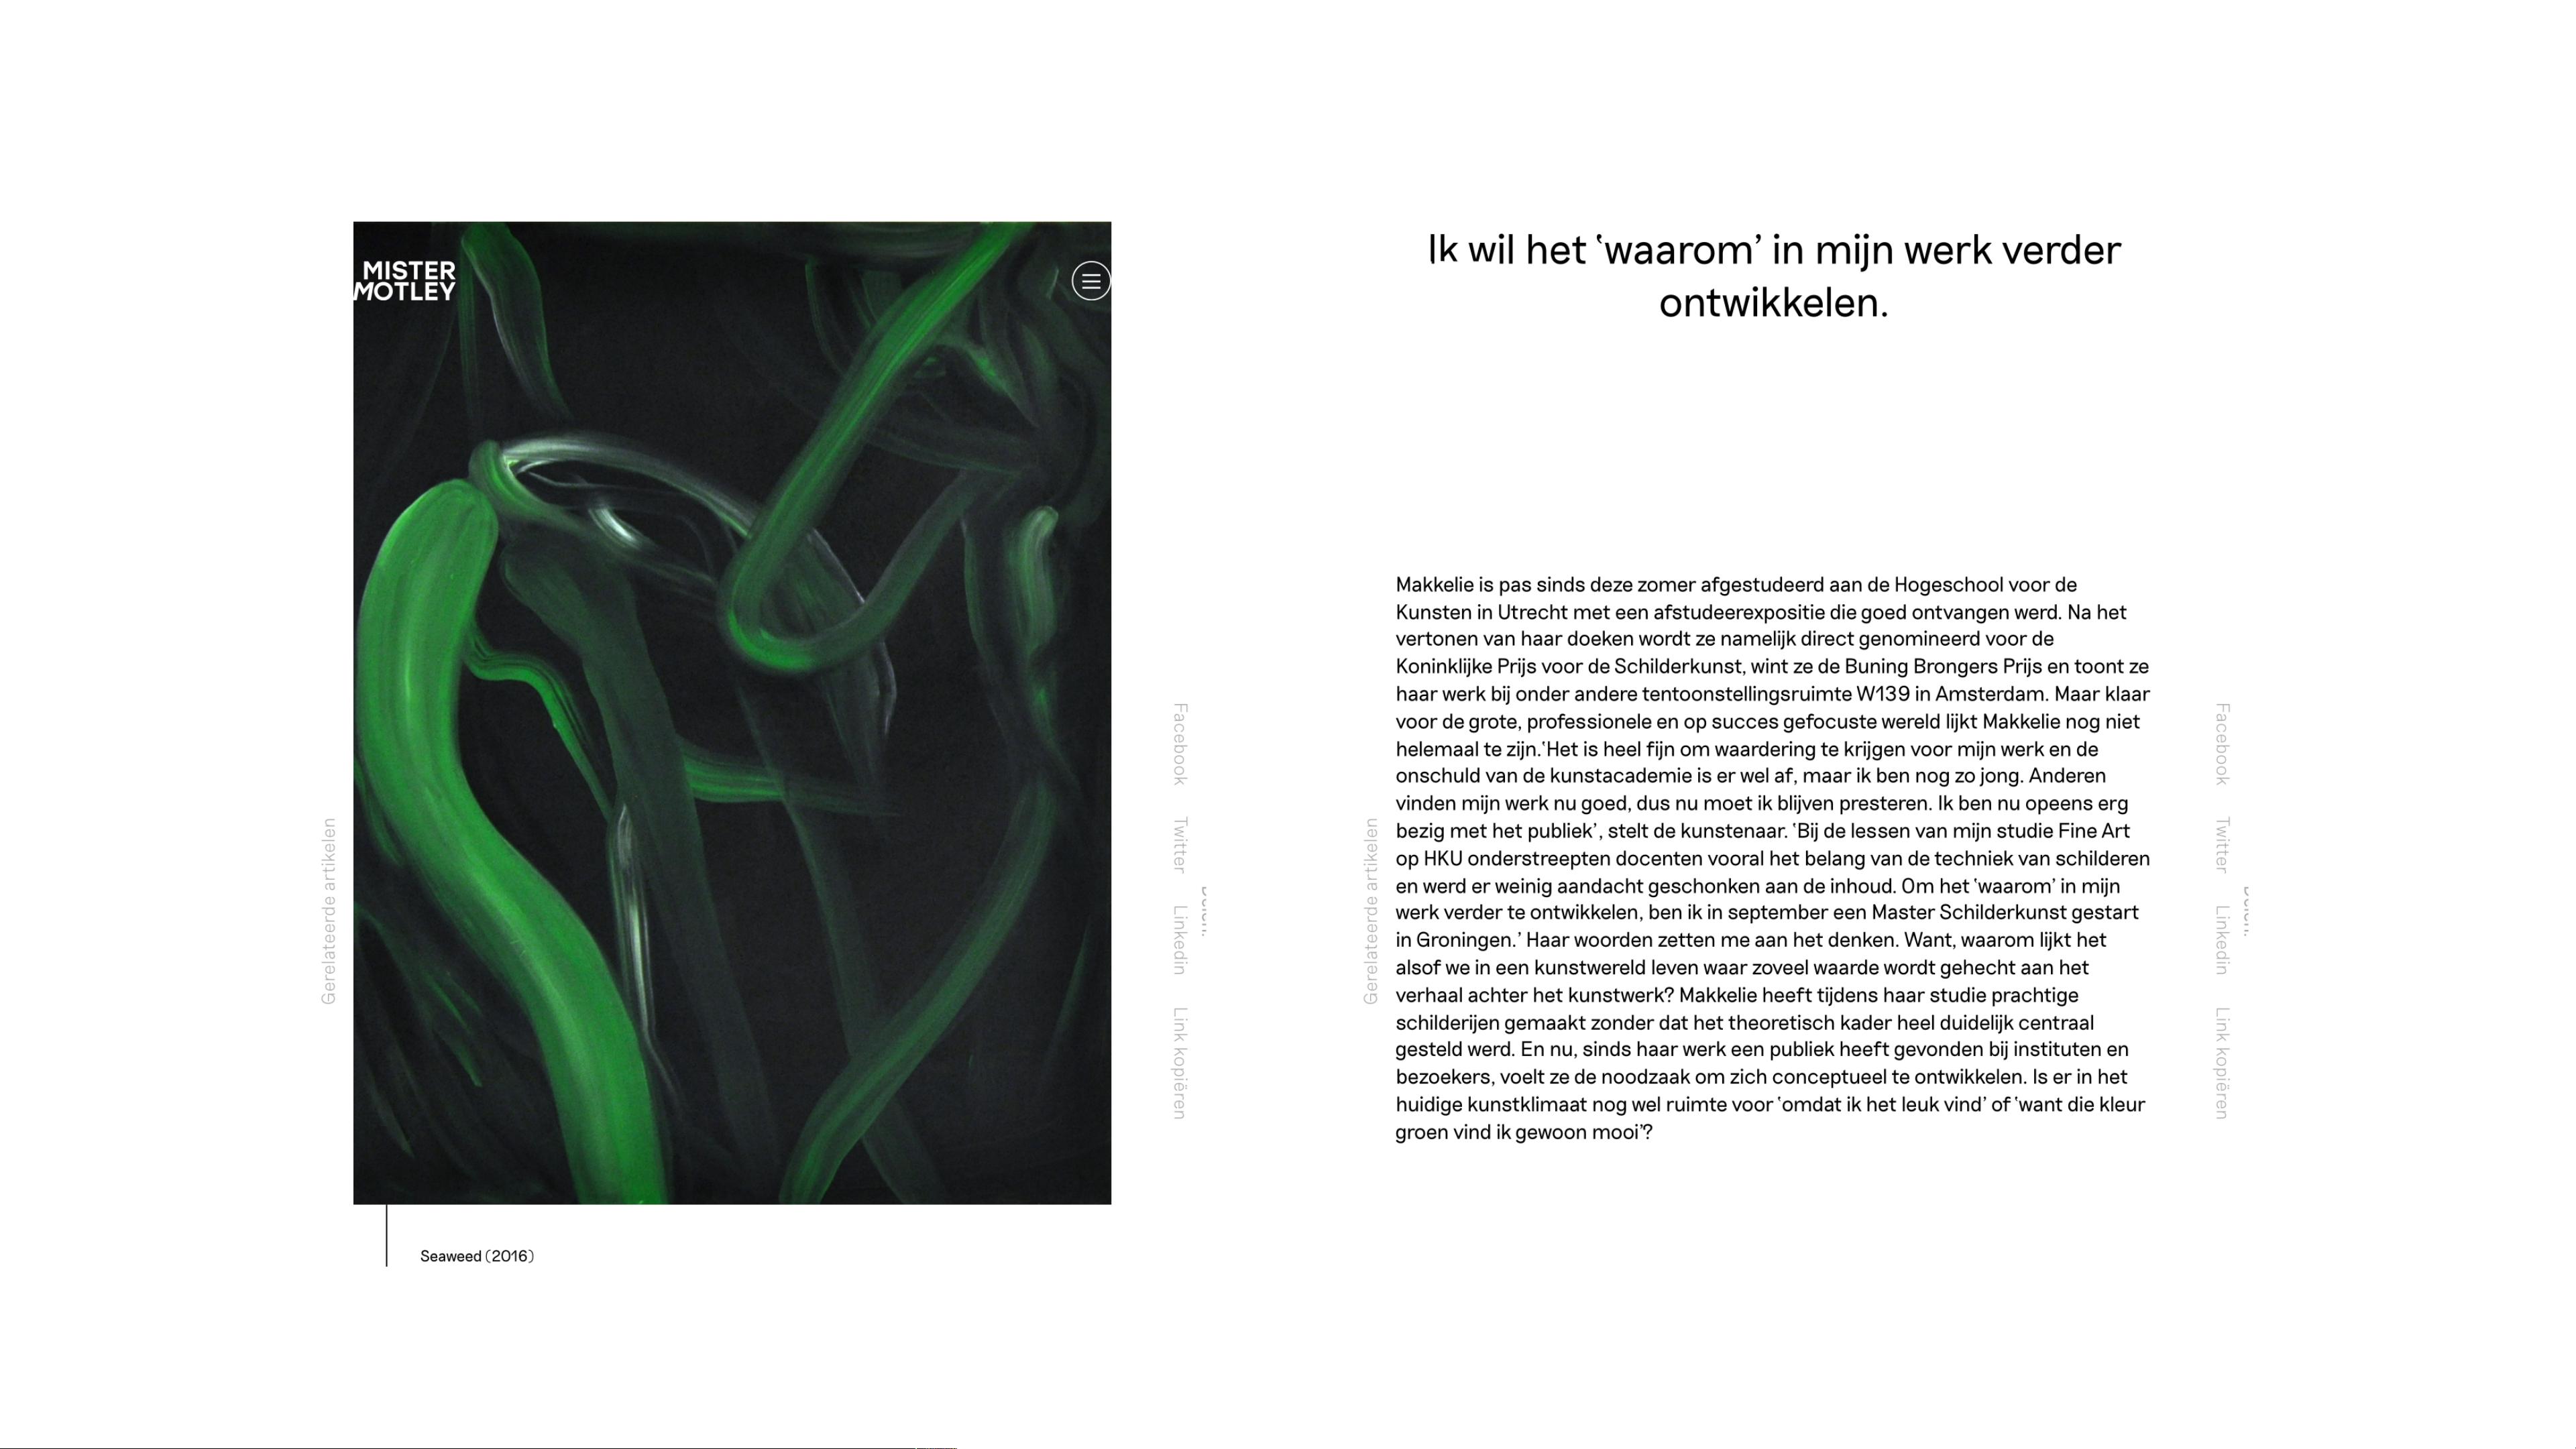 MISTER
MOTLEY
Gerelateerde artikelen
Facebook
Twitter
Linkedin
Link kopiëren
Seaweed (2016)
Ik wil het ‘waarom’ in mijn werk verder
ontwikkelen.
Makkelie is pas sinds deze zomer afgestudeerd aan de Hogeschool voor de
Kunsten in Utrecht met een afstudeerexpositie die goed ontvangen werd. Na het
vertonen van haar doeken wordt ze namelijk direct genomineerd voor de
Koninklijke Prijs voor de Schilderkunst, wint ze de Buning Brongers Prijs en toont ze
haar werk bij onder andere tentoonstellingsruimte W139 in Amsterdam. Maar klaar
voor de grote, professionele en op succes gefocuste wereld lijkt Makkelie nog niet
helemaal te zijn.‘Het is heel fijn om waardering te krijgen voor mijn werk en de
onschuld van de kunstacademie is er wel af, maar ik ben nog zo jong. Anderen
vinden mijn werk nu goed, dus nu moet ik blijven presteren. Ik ben nu opeens erg
bezig met het publiek’, stelt de kunstenaar. ‘Bij de lessen van mijn studie Fine Art
op HKU onderstreepten docenten vooral het belang van de techniek van schilderen
en werd er weinig aandacht geschonken aan de inhoud. Om het ‘waarom’ in mijn
werk verder te ontwikkelen, ben ik in september een Master Schilderkunst gestart
in Groningen.’ Haar woorden zetten me aan het denken. Want, waarom lijkt het
alsof we in een kunstwereld leven waar zoveel waarde wordt gehecht aan het
verhaal achter het kunstwerk? Makkelie heeft tijdens haar studie prachtige
schilderijen gemaakt zonder dat het theoretisch kader heel duidelijk centraal
gesteld werd. En nu, sinds haar werk een publiek heeft gevonden bij instituten en
bezoekers, voelt ze de noodzaak om zich conceptueel te ontwikkelen. Is er in het
huidige kunstklimaat nog wel ruimte voor ‘omdat ik het leuk vind’ of ‘want die kleur
groen vind ik gewoon mooi’?
Gerelateerde artikelen
Facebook
Twitter
Linkedin
Link kopiëren